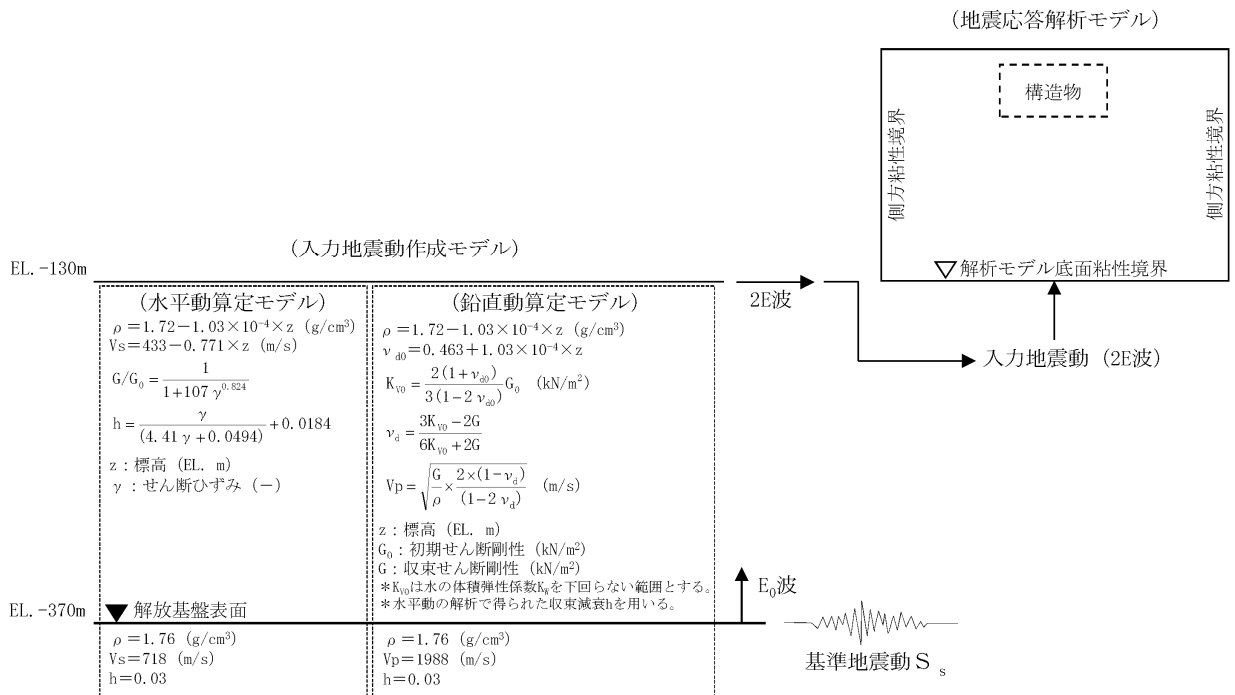 (地震応答解析モデル)
構造物
側方粘性境界
側方粘性境界
▽解析モデル底面粘性境界
(入力地震動作成モデル)
EL.-130m
2E波
入力地震動 (2E波)
(水平動算定モデル)
ρ=1.72-1.03×10⁻⁴×z (g/cm³)
Vs=433-0.771×z (m/s)
G/G₀=1/(1+107γ^0.824)
h=γ/(4.41γ+0.0494)+0.0184
z:標高 (EL. m)
γ:せん断ひずみ (-)
(鉛直動算定モデル)
ρ=1.72-1.03×10⁻⁴×z (g/cm³)
ν_d0=0.463+1.03×10⁻⁴×z
K_V0=2(1+ν_d0)/3(1-2ν_d0) G₀ (kN/m²)
ν_d=(3K_V0-2G)/(6K_V0+2G)
Vp=√(G/ρ×2×(1-ν_d)/(1-2ν_d)) (m/s)
z:標高 (EL. m)
G₀:初期せん断剛性 (kN/m²)
G:収束せん断剛性 (kN/m²)
*K_V0は水の体積弾性係数K_Wを下回らない範囲とする。
*水平動の解析で得られた収束減衰hを用いる。
E₀波
EL.-370m
▼解放基盤表面
ρ=1.76 (g/cm³)
Vs=718 (m/s)
h=0.03
ρ=1.76 (g/cm³)
Vp=1988 (m/s)
h=0.03
基準地震動Ss